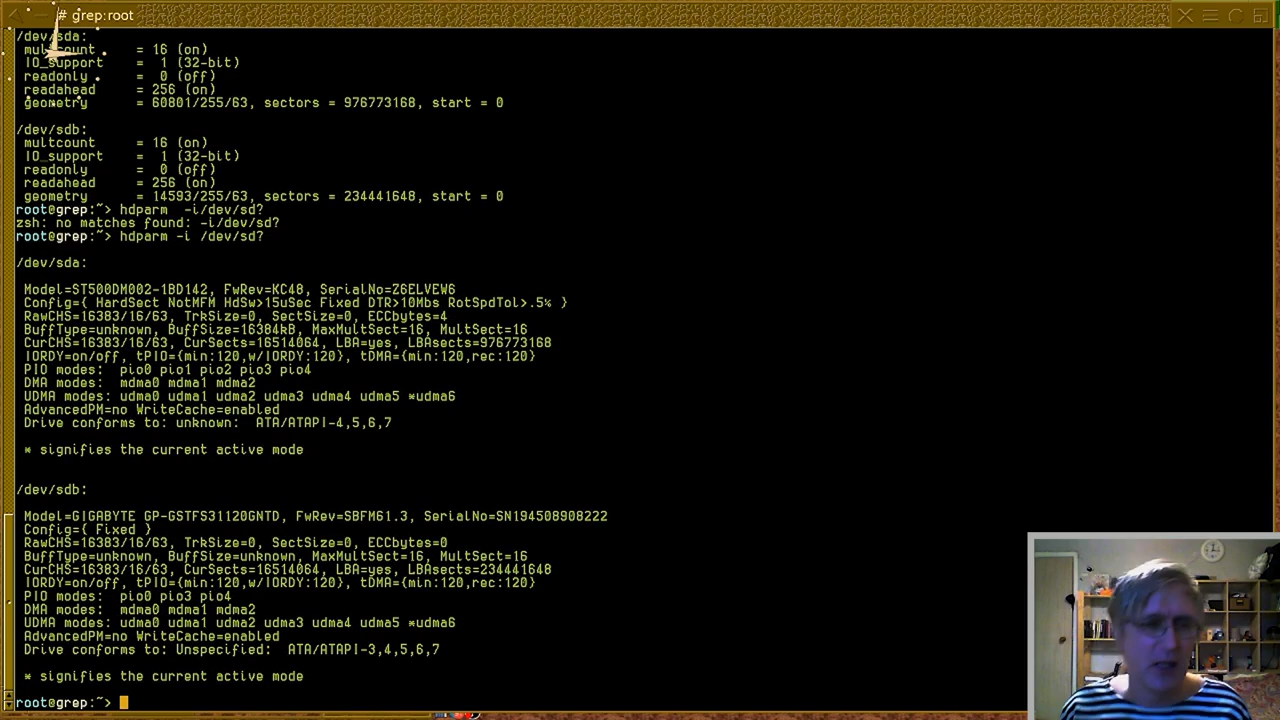 # grep:root
/dev/sda:
multcount = 16 (on)
IO_support = 1 (32-bit)
readonly = 0 (off)
readahead = 256 (on)
geometry = 60801/255/63, sectors = 976773168, start = 0
/dev/sdb:
multcount = 16 (on)
IO_support = 1 (32-bit)
readonly = 0 (off)
readahead = 256 (on)
geometry = 14593/255/63, sectors = 234441648, start = 0
root@grep:~> hdparm -i/dev/sd?
zsh: no matches found: -i/dev/sd?
root@grep:~> hdparm -i /dev/sd?
/dev/sda:
Model=ST500DM002-1BD142, FwRev=KC48, SerialNo=Z6ELVEW6
Config={ HardSect NotMFM HdSw>15uSec Fixed DTR>10Mbs RotSpdTol>.5% }
RawCHS=16383/16/63, TrkSize=0, SectSize=0, ECCbytes=4
BuffType=unknown, BuffSize=16384kB, MaxMultSect=16, MultSect=16
CurCHS=16383/16/63, CurSects=16514064, LBA=yes, LBAsects=976773168
IORDY=on/off, tPIO={min:120,w/IORDY:120}, tDMA={min:120,rec:120}
PIO modes: pio0 pio1 pio2 pio3 pio4
DMA modes: mdma0 mdma1 mdma2
UDMA modes: udma0 udma1 udma2 udma3 udma4 udma5 *udma6
AdvancedPM=no WriteCache=enabled
Drive conforms to: unknown: ATA/ATAPI-4,5,6,7
* signifies the current active mode
/dev/sdb:
Model=GIGABYTE GP-GSTFS31120GNTD, FwRev=SBFM61.3, SerialNo=SN194508908222
Config={ Fixed }
RawCHS=16383/16/63, TrkSize=0, SectSize=0, ECCbytes=0
BuffType=unknown, BuffSize=unknown, MaxMultSect=16, MultSect=16
CurCHS=16383/16/63, CurSects=16514064, LBA=yes, LBAsects=234441648
IORDY=on/off, tPIO={min:120,w/IORDY:120}, tDMA={min:120,rec:120}
PIO modes: pio0 pio3 pio4
DMA modes: mdma0 mdma1 mdma2
UDMA modes: udma0 udma1 udma2 udma3 udma4 udma5 *udma6
AdvancedPM=no WriteCache=enabled
Drive conforms to: Unspecified: ATA/ATAPI-3,4,5,6,7
* signifies the current active mode
root@grep:~>